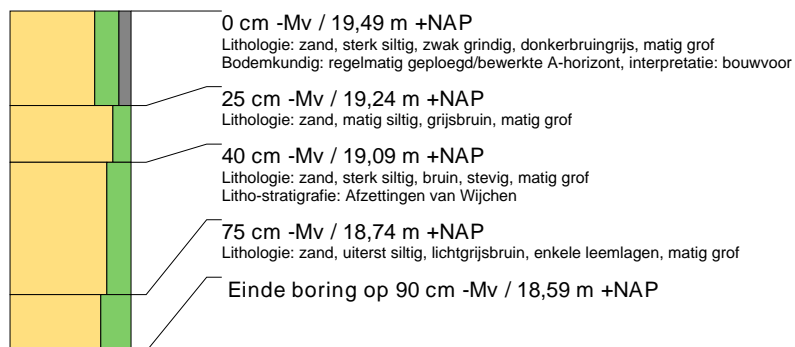 0 cm -Mv / 19,49 m +NAP
Lithologie: zand, sterk siltig, zwak grindig, donkerbruingrijs, matig grof
Bodemkundig: regelmatig geploegd/bewerkte A-horizont, interpretatie: bouwvoor
25 cm -Mv / 19,24 m +NAP
Lithologie: zand, matig siltig, grijsbruin, matig grof
40 cm -Mv / 19,09 m +NAP
Lithologie: zand, sterk siltig, bruin, stevig, matig grof
Litho-stratigrafie: Afzettingen van Wijchen
75 cm -Mv / 18,74 m +NAP
Lithologie: zand, uiterst siltig, lichtgrijsbruin, enkele leemlagen, matig grof
Einde boring op 90 cm -Mv / 18,59 m +NAP